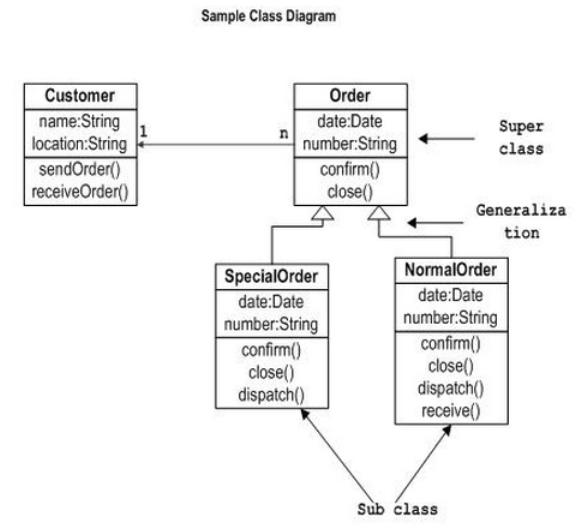 Sample Class Diagram
Customer
name:String
location:String
sendOrder()
receiveOrder()
1
n
Order
date:Date
number:String
confirm()
close()
Super
class
Generaliza
tion
SpecialOrder
date:Date
number:String
confirm()
close()
dispatch()
NormalOrder
date:Date
number:String
confirm()
close()
dispatch()
receive()
Sub class